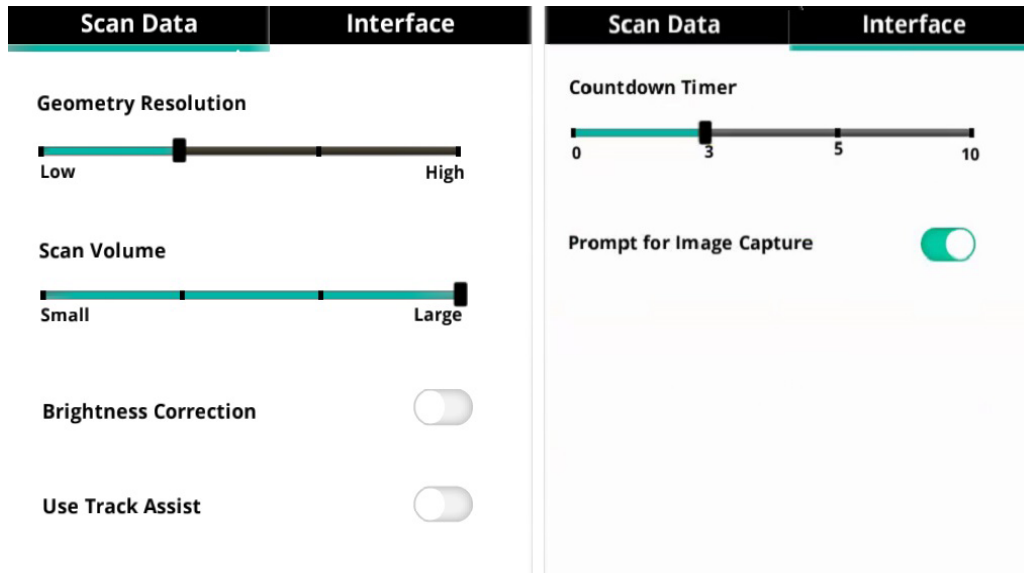 Scan Data Interface
Geometry Resolution
Low High
Scan Volume
Small Large
Brightness Correction
Use Track Assist
Scan Data Interface
Countdown Timer
0 3 5 10
Prompt for Image Capture